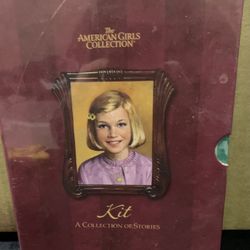 The
AMERICAN GIRLS
COLLECTION®
Kit
A COLLECTION OF STORIES